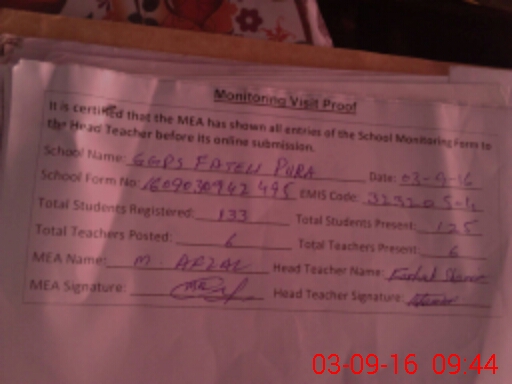 Monitoring Visit Proof
It is certified that the MEA has shown all entries of the School Monitoring Form to
the Head Teacher before its online submission.
School Name: GGPS FATEH PURA Date: 03-9-16
School Form No: EMIS Code:
Total Students Registered: 133 Total Students Present: 125
Total Teachers Posted: 6 Total Teachers Present: 6
MEA Name: M. AFZAL Head Teacher Name:
MEA Signature: Head Teacher Signature:
03-09-16 09:44